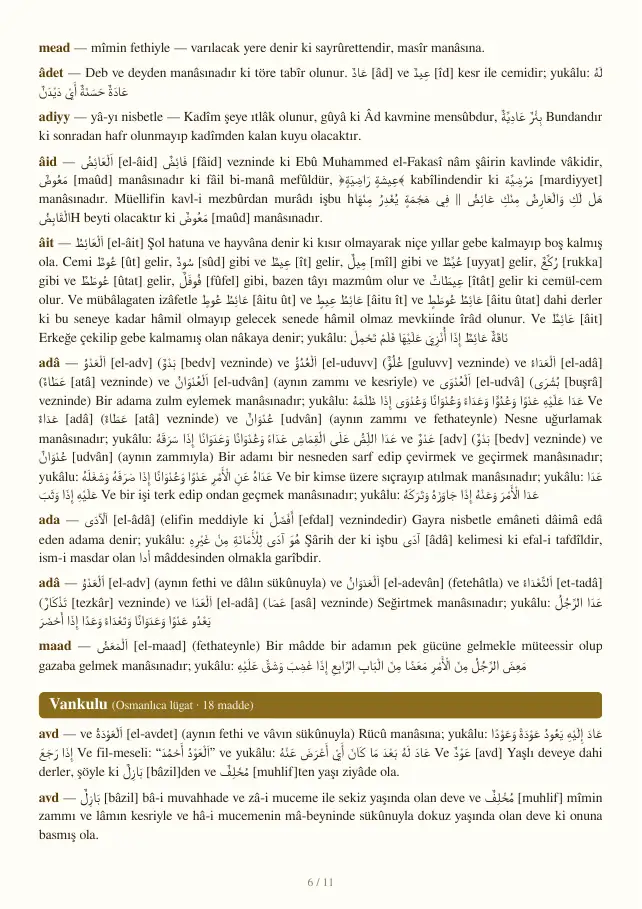 mead — mîmin fethiyle — varılacak yere denir ki sayrûrettendir, masîr manâsına.
âdet — Deb ve deyden manâsınadır ki töre tabîr olunur. عَادٌ [âd] ve عِيدٌ [îd] kesr ile cemidir; yukâlu: لَهُ
عَادَةٌ حَسَنَةٌ أَيْ دَيْدَنٌ
adiyy — yâ-yı nisbetle — Kadîm şeye ıtlâk olunur, gûyâ ki Âd kavmine mensûbdur, بِئْرٌ عَادِيَّةٌ Bundandır
ki sonradan hafr olunmayıp kadîmden kalan kuyu olacaktır.
âid — اَلْعَائِضُ [el-âid] فَائِضٌ [fâid] vezninde ki Ebû Muhammed el-Fakasî nâm şâirin kavlinde vâkidir,
مَعُوضٌ [maûd] manâsınadır ki fâil bi-manâ mefûldür, ﴿عِيشَةٍ رَاضِيَةٍ﴾ kabîlindendir ki مَرْضِيَّة [mardiyyet]
manâsınadır. Müellifin kavl-i mezbûrdan murâdı işbu hهَلْ لَكِ وَالْعَارِضُ مِنْكِ عَائِضُ || فِي هَجْمَةٍ يُغْدِرُ مِنْهَا
الْقَابِضُH beyti olacaktır ki مَعُوضٌ [maûd] manâsınadır.
âit — اَلْعَائِطُ [el-âit] Şol hatuna ve hayvâna denir ki kısır olmayarak niçe yıllar gebe kalmayıp boş kalmış
ola. Cemi عُوطٌ [ût] gelir, سُودٌ [sûd] gibi ve عِيطٌ [ît] gelir, مِيلٌ [mîl] gibi ve عُيَّطٌ [uyyat] gelir, رُكَّعٌ [rukka]
gibi ve عُوطَطٌ [ûtat] gelir, فُوفَلٌ [fûfel] gibi, bazen tâyı mazmûm olur ve عِيطَاتٌ [îtât] gelir ki cemiül-cem
olur. Ve mübâlagaten izâfetle عَائِطُ عُوطٍ [âitu ût] ve عَائِطُ عِيطٍ [âitu ît] ve عَائِطُ عُوطَطٍ [âitu ûtat] dahi derler
ki bu seneye kadar hâmil olmayıp gelecek senede hâmil olmaz mevkiinde îrâd olunur. Ve عَائِطٌ [âit]
Erkeğe çekilip gebe kalmamış olan nâkaya denir; yukâlu: نَاقَةٌ عَائِطٌ إِذَا أُنْزِيَ عَلَيْهَا فَلَمْ تَحْمِلْ
adâ — اَلْعَدْوُ [el-adv] (بَدْوٌ [bedv] vezninde) ve اَلْعُدُوُّ [el-uduvv] (عُلُوٌّ [guluvv] vezninde) ve اَلْعَدَاءُ [el-adâ]
(عَطَاءٌ [atâ] vezninde) ve اَلْعُدْوَانُ [el-udvân] (aynın zammı ve kesriyle) ve اَلْعُدْوَى [el-udvâ] (بُشْرَى [buşrâ]
vezninde) Bir adama zulm eylemek manâsınadır; yukâlu: عَدَا عَلَيْهِ عَدْوًا وَعُدُوًّا وَعَدَاءً وَعُدْوَانًا وَعُدْوَى إِذَا ظَلَمَهُ Ve
عَدَاءٌ [adâ] (عَطَاءٌ [atâ] vezninde) ve عُدْوَانٌ [udvân] (aynın zammı ve fethateynle) Nesne uğurlamak
manâsınadır; yukâlu: عَدَا اللِّصُّ عَلَى الْقِمَاشِ عَدَاءً وَعُدْوَانًا وَعَدَوَانًا إِذَا سَرَقَهُ ve عَدْوٌ [adv] (بَدْوٌ [bedv] vezninde) ve
عُدْوَانٌ [udvân] (aynın zammıyla) Bir adamı bir nesneden sarf edip çevirmek ve geçirmek manâsınadır;
yukâlu: عَدَاهُ عَنِ الْأَمْرِ عَدْوًا وَعُدْوَانًا إِذَا صَرَفَهُ وَشَغَلَهُ Ve bir kimse üzere sıçrayıp atılmak manâsınadır; yukâlu: عَدَا
عَلَيْهِ إِذَا وَثَبَ Ve bir işi terk edip ondan geçmek manâsınadır; yukâlu: عَدَا الْأَمْرَ وَعَنْهُ إِذَا جَاوَزَهُ وَتَرَكَهُ
ada — اَلْآدَى [el-âdâ] (elifin meddiyle ki أَفْضَلُ [efdal] veznindedir) Gayra nisbetle emâneti dâimâ edâ
eden adama denir; yukâlu: هُوَ آدَى لِلْأَمَانَةِ مِنْ غَيْرِهِ Şârih der ki işbu آدَى [âdâ] kelimesi ki efal-i tafdîldir,
ism-i masdar olan أدا mâddesinden olmakla garîbdir.
adâ — اَلْعَدْوُ [el-adv] (aynın fethi ve dâlın sükûnuyla) ve اَلْعَدَوَانُ [el-adevân] (fetehâtla) ve اَلتَّعْدَاءُ [et-tadâ]
(تَذْكَارٌ [tezkâr] vezninde) ve اَلْعَدَا [el-adâ] (عَصَا [asâ] vezninde) Seğirtmek manâsınadır; yukâlu: عَدَا الرَّجُلُ
يَعْدُو عَدْوًا وَعَدَوَانًا وَتَعْدَاءً وَعَدًا إِذَا أَحْضَرَ
maad — اَلْمَعَضُ [el-maad] (fethateynle) Bir mâdde bir adamın pek gücüne gelmekle müteessir olup
gazaba gelmek manâsınadır; yukâlu: مَعِضَ الرَّجُلُ مِنَ الْأَمْرِ مَعَضًا مِنَ الْبَابِ الرَّابِعِ إِذَا غَضِبَ وَشَقَّ عَلَيْهِ
Vankulu (Osmanlıca lügat · 18 madde)
avd — ve اَلْعَوْدَةُ [el-avdet] (aynın fethi ve vâvın sükûnuyla) Rücû manâsına; yukâlu: عَادَ إِلَيْهِ يَعُودُ عَوْدَةً وَعَوْدًا
إِذَا رَجَعَ Ve fil-meseli: “اَلْعَوْدُ أَحْمَدُ” ve yukâlu: عَادَ لَهُ بَعْدَ مَا كَانَ أَيْ أَعْرَضَ عَنْهُ Ve عَوْدٌ [avd] Yaşlı deveye dahi
derler, şöyle ki بَازِلٌ [bâzil]den ve مُخْلِفٌ [muhlif]ten yaşı ziyâde ola.
avd — بَازِلٌ [bâzil] bâ-i muvahhade ve zâ-i muceme ile sekiz yaşında olan deve ve مُخْلِفٌ [muhlif] mîmin
zammı ve lâmın kesriyle ve hâ-i mucemenin mâ-beyninde sükûnuyla dokuz yaşında olan deve ki onuna
basmış ola.
6 / 11